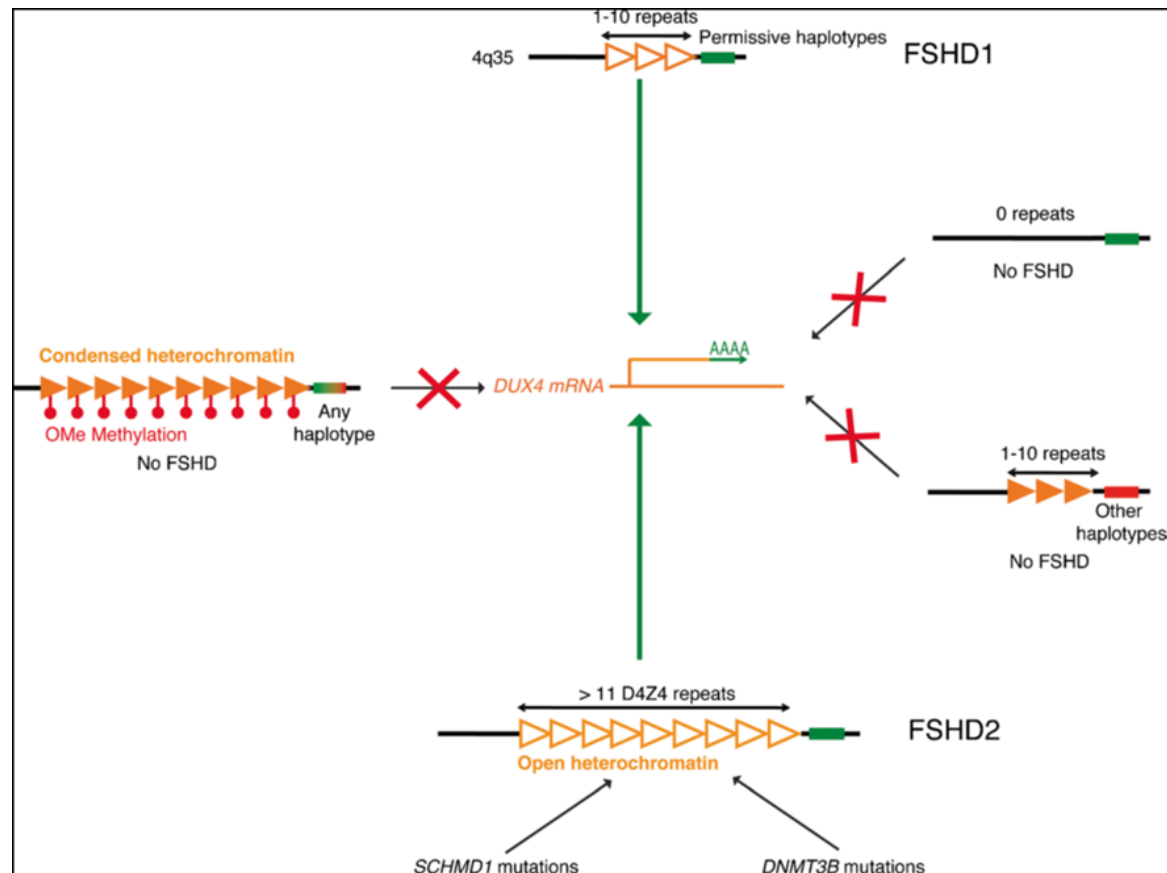 1-10 repeats
Permissive haplotypes
FSHD1
4q35
0 repeats
No FSHD
Condensed heterochromatin
OMe Methylation
Any
haplotype
No FSHD
DUX4 mRNA
AAAA
1-10 repeats
Other
haplotypes
No FSHD
> 11 D4Z4 repeats
FSHD2
Open heterochromatin
SCHMD1 mutations
DNMT3B mutations